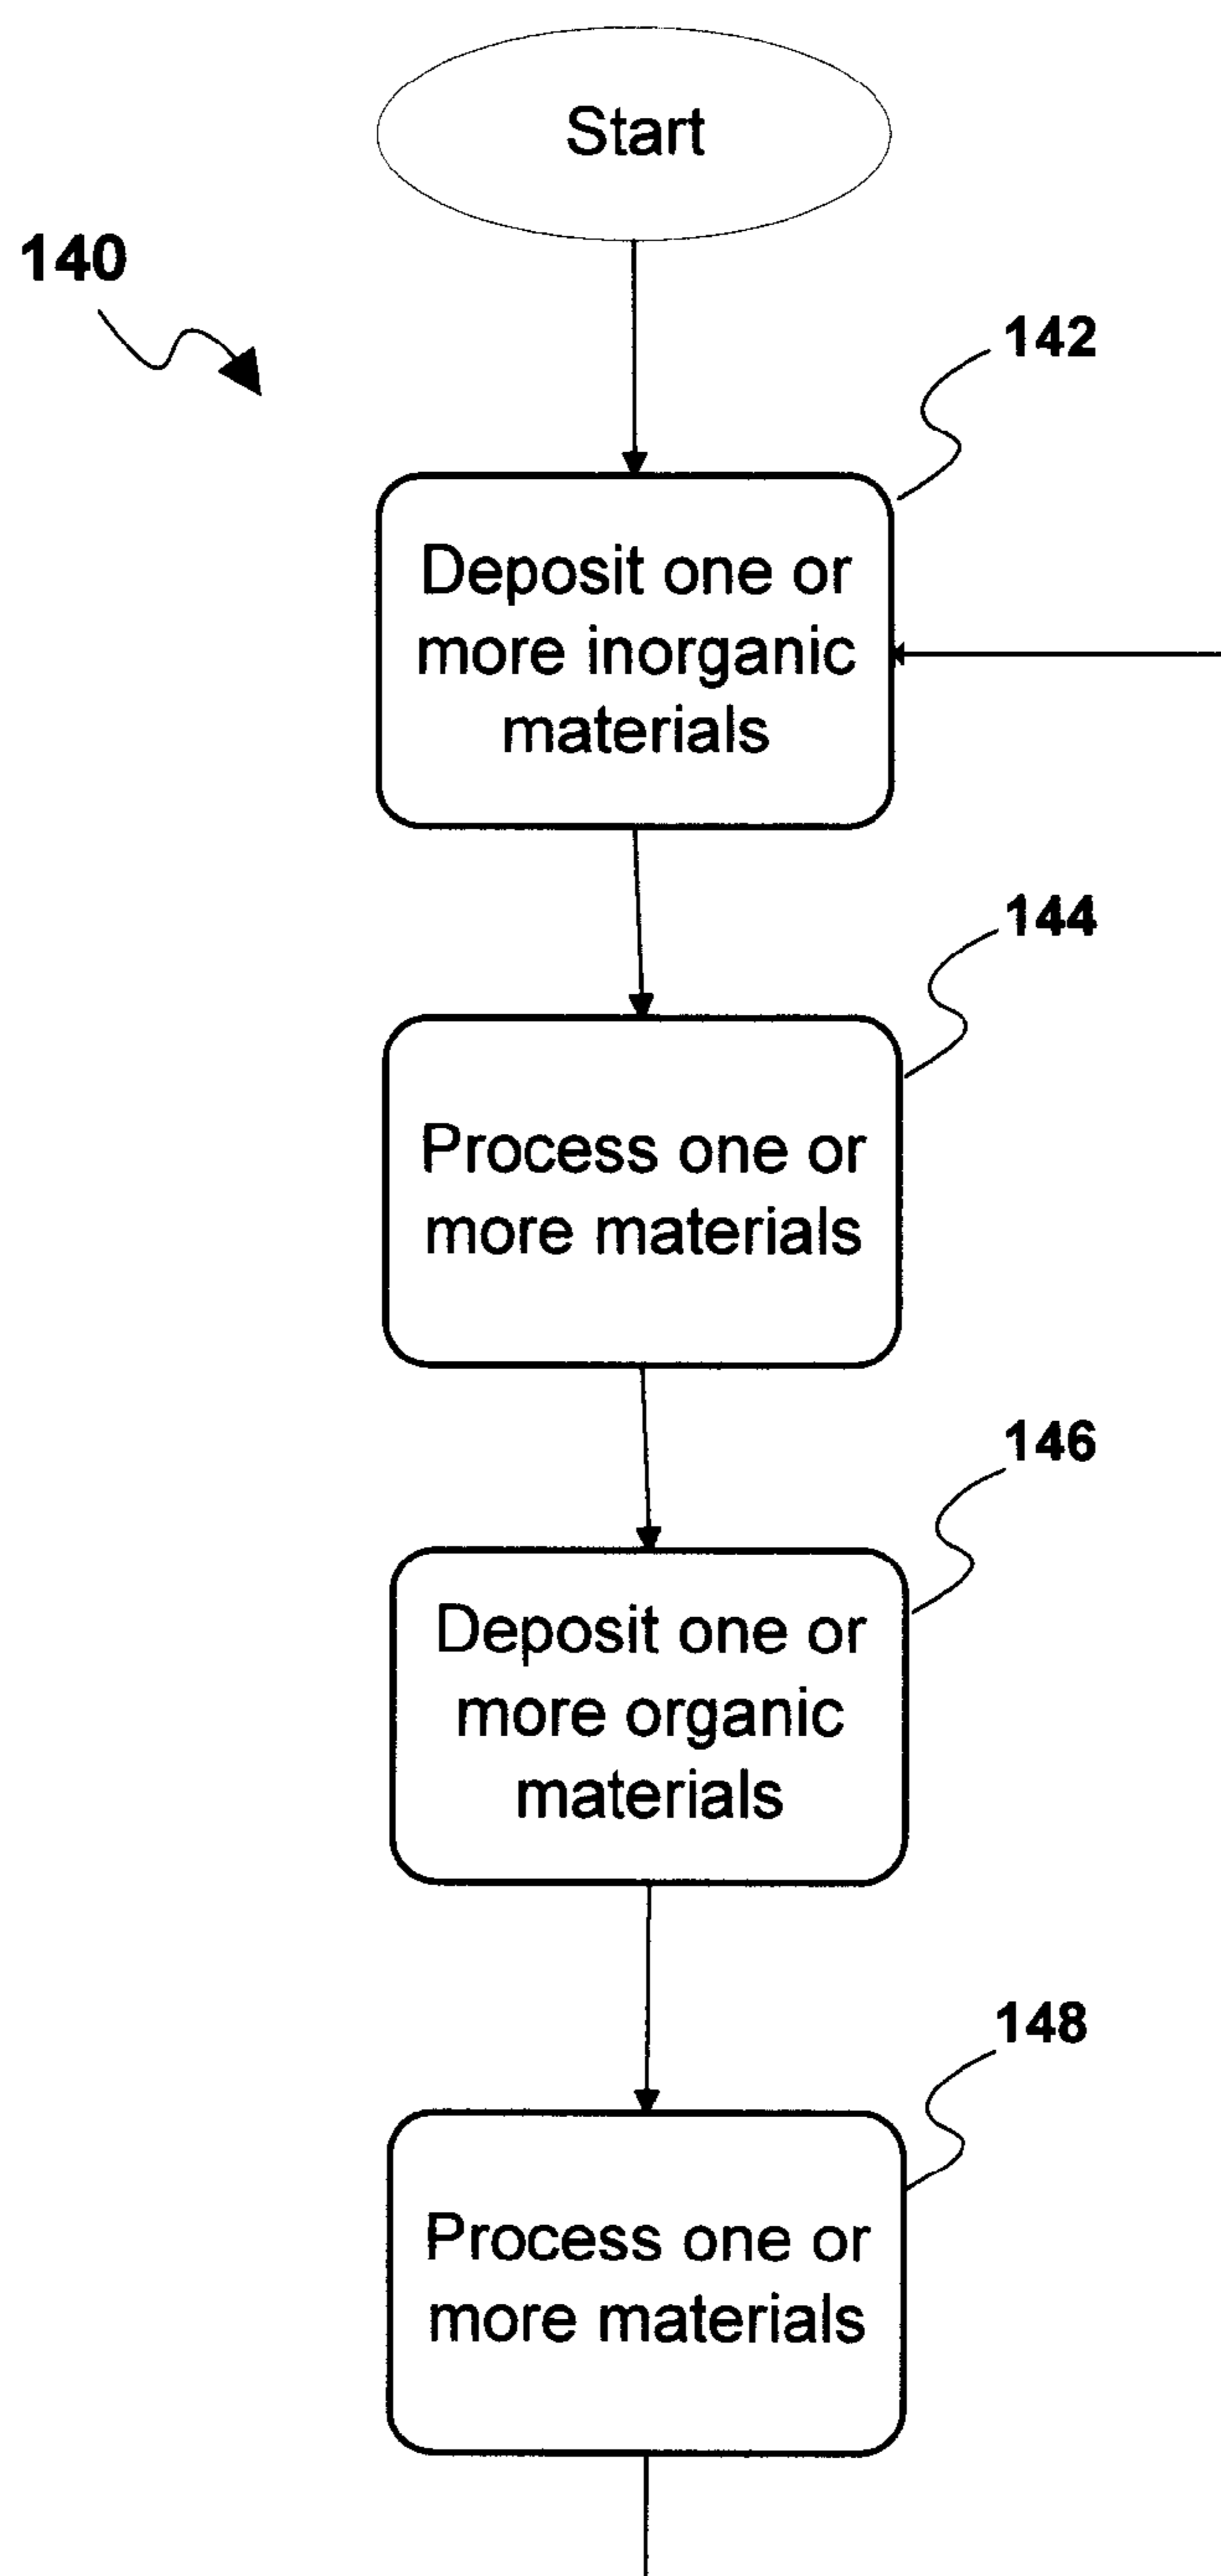 Start
140
142
Deposit one or
more inorganic
materials
144
Process one or
more materials
146
Deposit one or
more organic
materials
148
Process one or
more materials